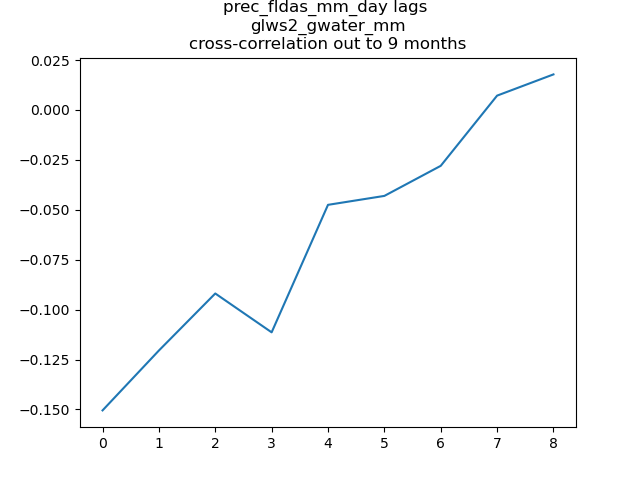 prec_fldas_mm_day lags
glws2_gwater_mm
cross-correlation out to 9 months
0.025
0.000
−0.025
−0.050
−0.075
−0.100
−0.125
−0.150
0 1 2 3 4 5 6 7 8